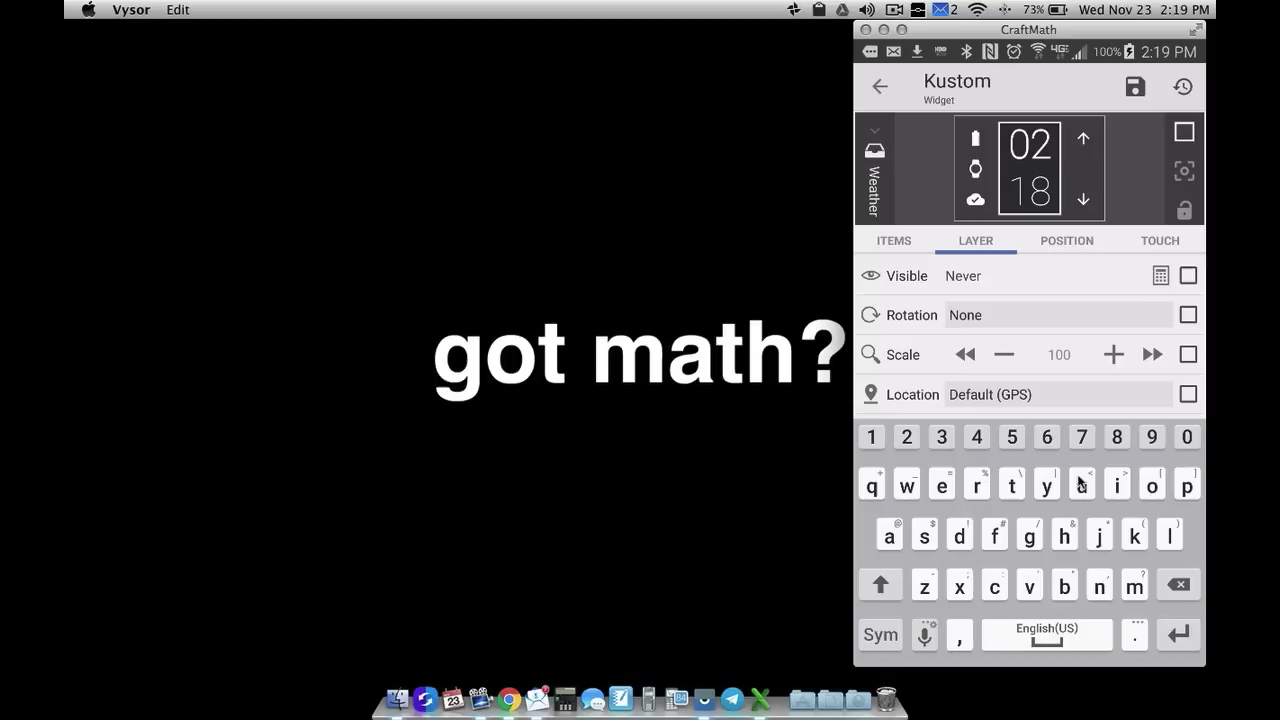 Vysor Edit
2 73% Wed Nov 23 2:19 PM
CraftMath
100% 2:19 PM
Kustom
Widget
Weather
02
18
ITEMS LAYER POSITION TOUCH
Visible Never
Rotation None
Scale 100
Location Default (GPS)
got math?
1 2 3 4 5 6 7 8 9 0
q w e r t y u i o p
a s d f g h j k l
z x c v b n m
Sym , English(US) .
23